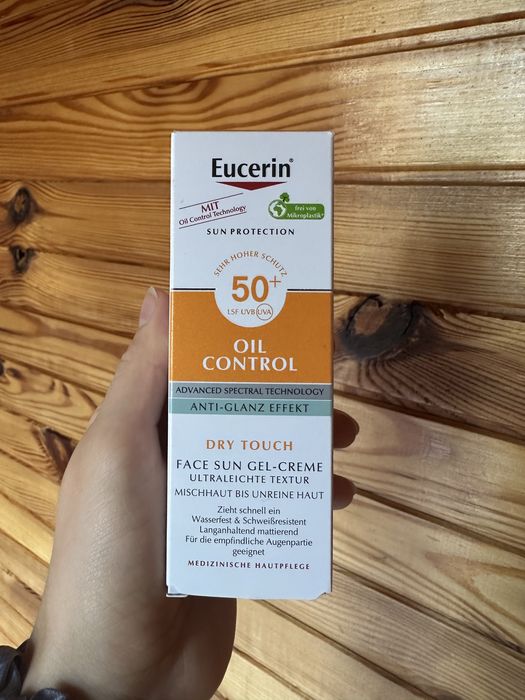 Eucerin®
MIT
Oil Control Technology
frei von
Mikroplastik*
SUN PROTECTION
SEHR HOHER SCHUTZ
50+
LSF UVB UVA
OIL
CONTROL
ADVANCED SPECTRAL TECHNOLOGY
ANTI-GLANZ EFFEKT
DRY TOUCH
FACE SUN GEL-CREME
ULTRALEICHTE TEXTUR
MISCHHAUT BIS UNREINE HAUT
Zieht schnell ein
Wasserfest & Schweißresistent
Langanhaltend mattierend
Für die empfindliche Augenpartie
geeignet
MEDIZINISCHE HAUTPFLEGE